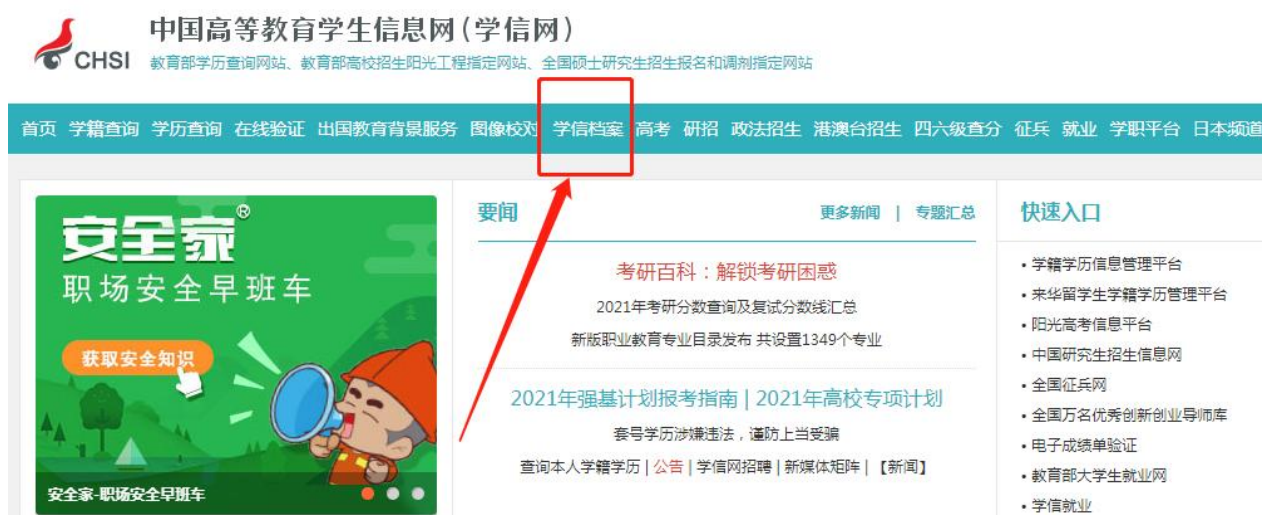 中国高等教育学生信息网(学信网)
CHSI
教育部学历查询网站、教育部高校招生阳光工程指定网站、全国硕士研究生招生报名和调剂指定网站
首页 学籍查询 学历查询 在线验证 出国教育背景服务 图像校对 学信档案 高考 研招 政法招生 港澳台招生 四六级查分 征兵 就业 学职平台 日本频道
安全家®
职场安全早班车
获取安全知识
安全家-职场安全早班车
要闻 更多新闻 | 专题汇总
考研百科：解锁考研困惑
2021年考研分数查询及复试分数线汇总
新版职业教育专业目录发布 共设置1349个专业
2021年强基计划报考指南 | 2021年高校专项计划
套号学历涉嫌违法，谨防上当受骗
查询本人学籍学历 | 公告 | 学信网招聘 | 新媒体矩阵 | 【新闻】
快速入口
• 学籍学历信息管理平台
• 来华留学生学籍学历管理平台
• 阳光高考信息平台
• 中国研究生招生信息网
• 全国征兵网
• 全国万名优秀创新创业导师库
• 电子成绩单验证
• 教育部大学生就业网
• 学信就业